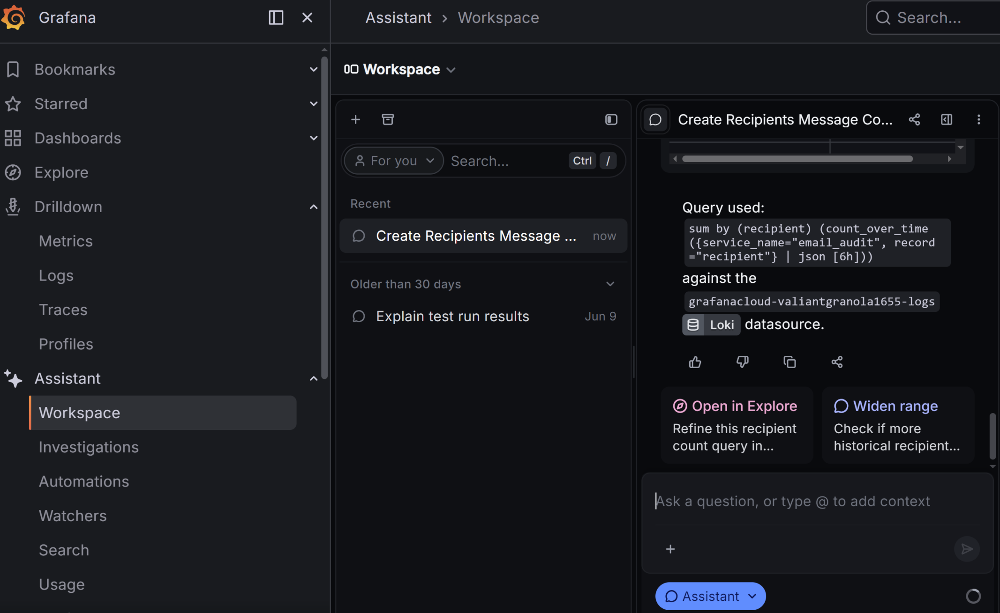 Grafana
Assistant › Workspace
Search...
Bookmarks
Starred
Dashboards
Explore
Drilldown
Metrics
Logs
Traces
Profiles
Assistant
Workspace
Investigations
Automations
Watchers
Search
Usage
Workspace
For you
Search...
Ctrl /
Recent
Create Recipients Message ... now
Older than 30 days
Explain test run results Jun 9
Create Recipients Message Co...
Query used:
sum by (recipient) (count_over_time
({service_name="email_audit", record
="recipient"} | json [6h]))
against the
grafanacloud-valiantgranola1655-logs
Loki datasource.
Open in Explore
Refine this recipient
count query in...
Widen range
Check if more
historical recipient...
Ask a question, or type @ to add context
Assistant